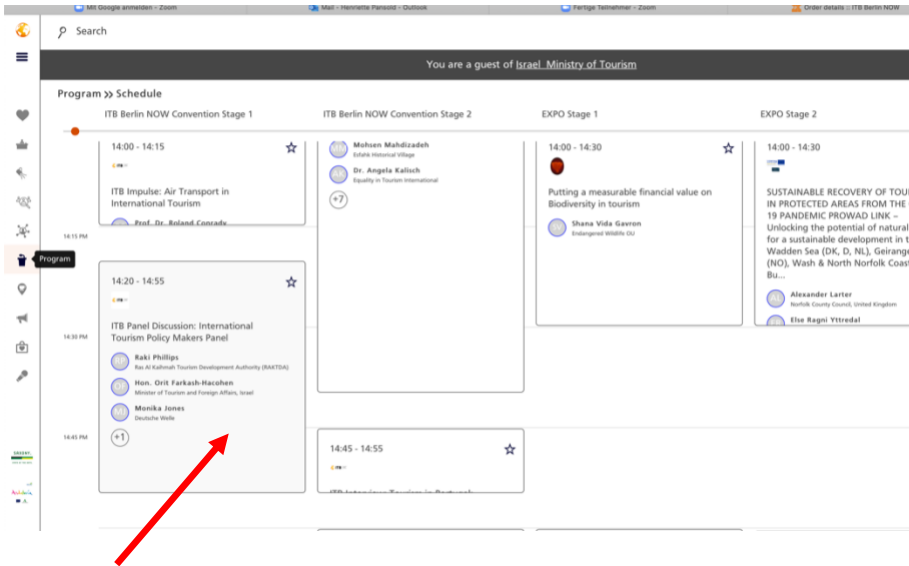 Mit Google anmelden – Zoom
Mail – Henriette Pansold – Outlook
Fertige Teilnehmer – Zoom
Order details :: ITB Berlin NOW
Search
You are a guest of Israel Ministry of Tourism
Program >> Schedule
ITB Berlin NOW Convention Stage 1
ITB Berlin NOW Convention Stage 2
EXPO Stage 1
EXPO Stage 2
14:00 - 14:15
ITB Impulse: Air Transport in
International Tourism
Prof. Dr. Roland Conrady
14:15 PM
Program
14:20 - 14:55
ITB Panel Discussion: International
Tourism Policy Makers Panel
14:30 PM
Raki Phillips
Ras Al Kaihmah Tourism Development Authority (RAKTDA)
Hon. Orit Farkash-Hacohen
Minister of Tourism and Foreign Affairs, Israel
Monika Jones
Deutsche Welle
14:45 PM
+1
Mohsen Mahdizadeh
Esfahk Historical Village
Dr. Angela Kalisch
Equality in Tourism International
+7
14:45 - 14:55
14:00 - 14:30
Putting a measurable financial value on
Biodiversity in tourism
Shana Vida Gavron
Endangered Wildlife OU
14:00 - 14:30
SUSTAINABLE RECOVERY OF TOU
IN PROTECTED AREAS FROM THE
19 PANDEMIC PROWAD LINK –
Unlocking the potential of natural
for a sustainable development in t
Wadden Sea (DK, D, NL), Geirange
(NO), Wash & North Norfolk Coas
Bu...
Alexander Larter
Norfolk County Council, United Kingdom
Else Ragni Yttredal